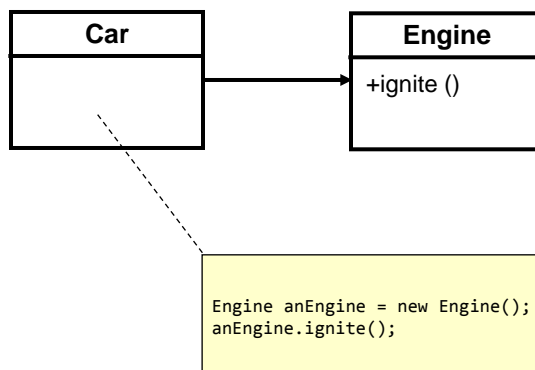 Car
Engine
+ignite ()
Engine anEngine = new Engine();
anEngine.ignite();